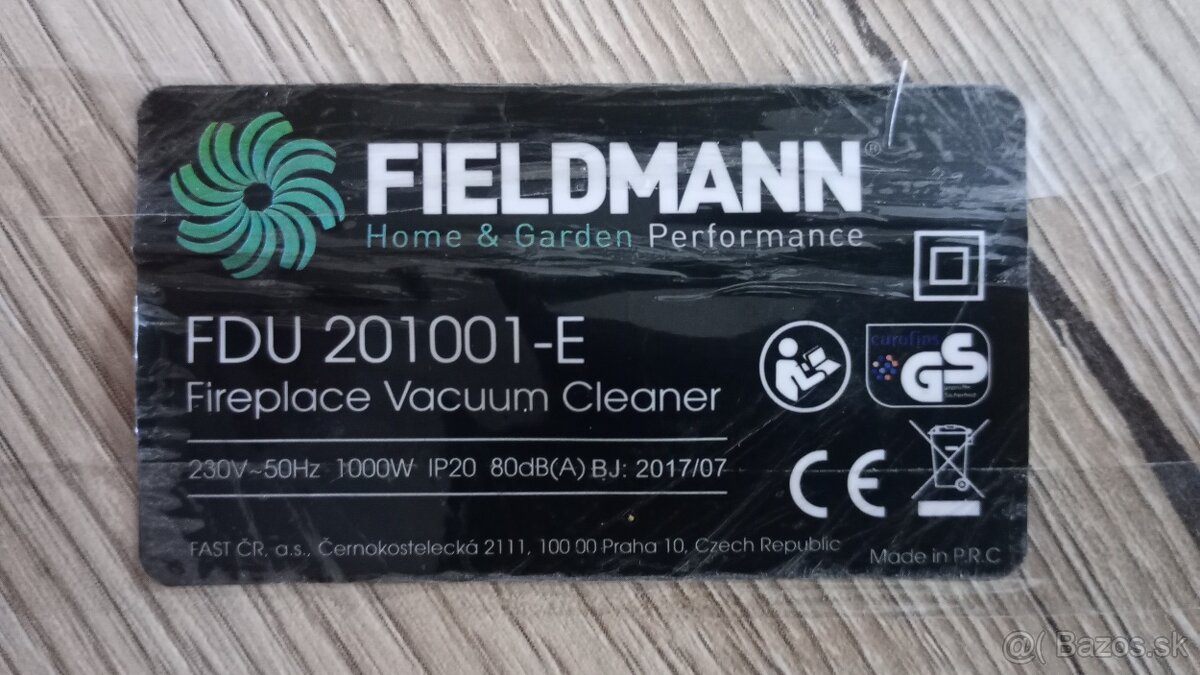 FIELDMANN®
Home & Garden Performance
FDU 201001-E
Fireplace Vacuum Cleaner
eurofins
GS
230V~50Hz 1000W IP20 80dB(A) BJ: 2017/07
CE
FAST ČR, a.s., Černokostelecká 2111, 100 00 Praha 10, Czech Republic
Made in P.R.C
@( Bazos.sk